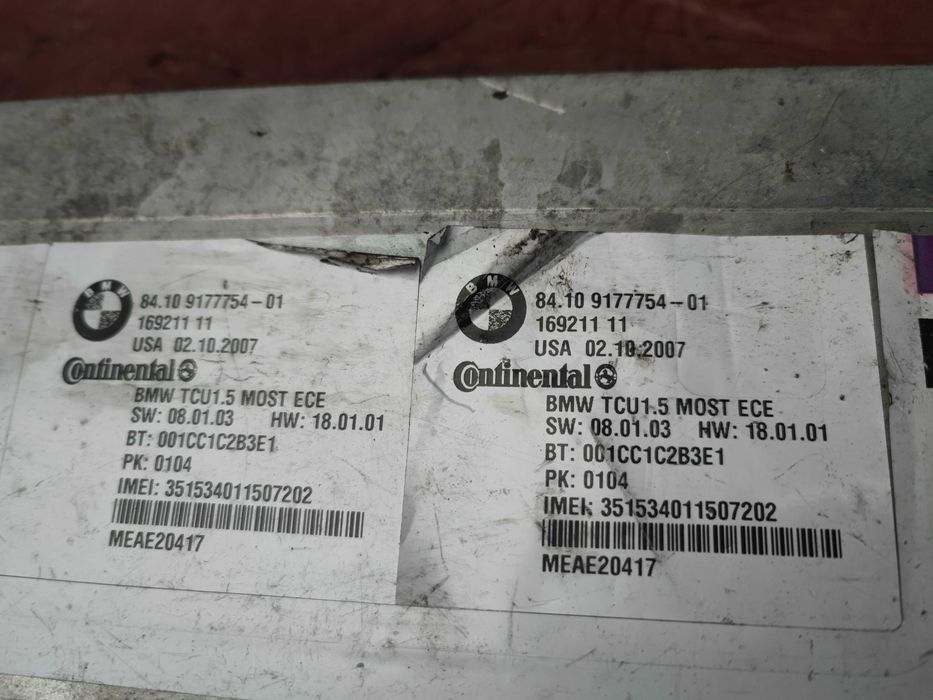 BMW
84.10 9177754-01
169211 11
USA 02.10.2007
Continental
BMW TCU1.5 MOST ECE
SW: 08.01.03 HW: 18.01.01
BT: 001CC1C2B3E1
PK: 0104
IMEI: 351534011507202
MEAE20417
BMW
84.10 9177754-01
169211 11
USA 02.10.2007
Continental
BMW TCU1.5 MOST ECE
SW: 08.01.03 HW: 18.01.01
BT: 001CC1C2B3E1
PK: 0104
IMEI: 351534011507202
MEAE20417